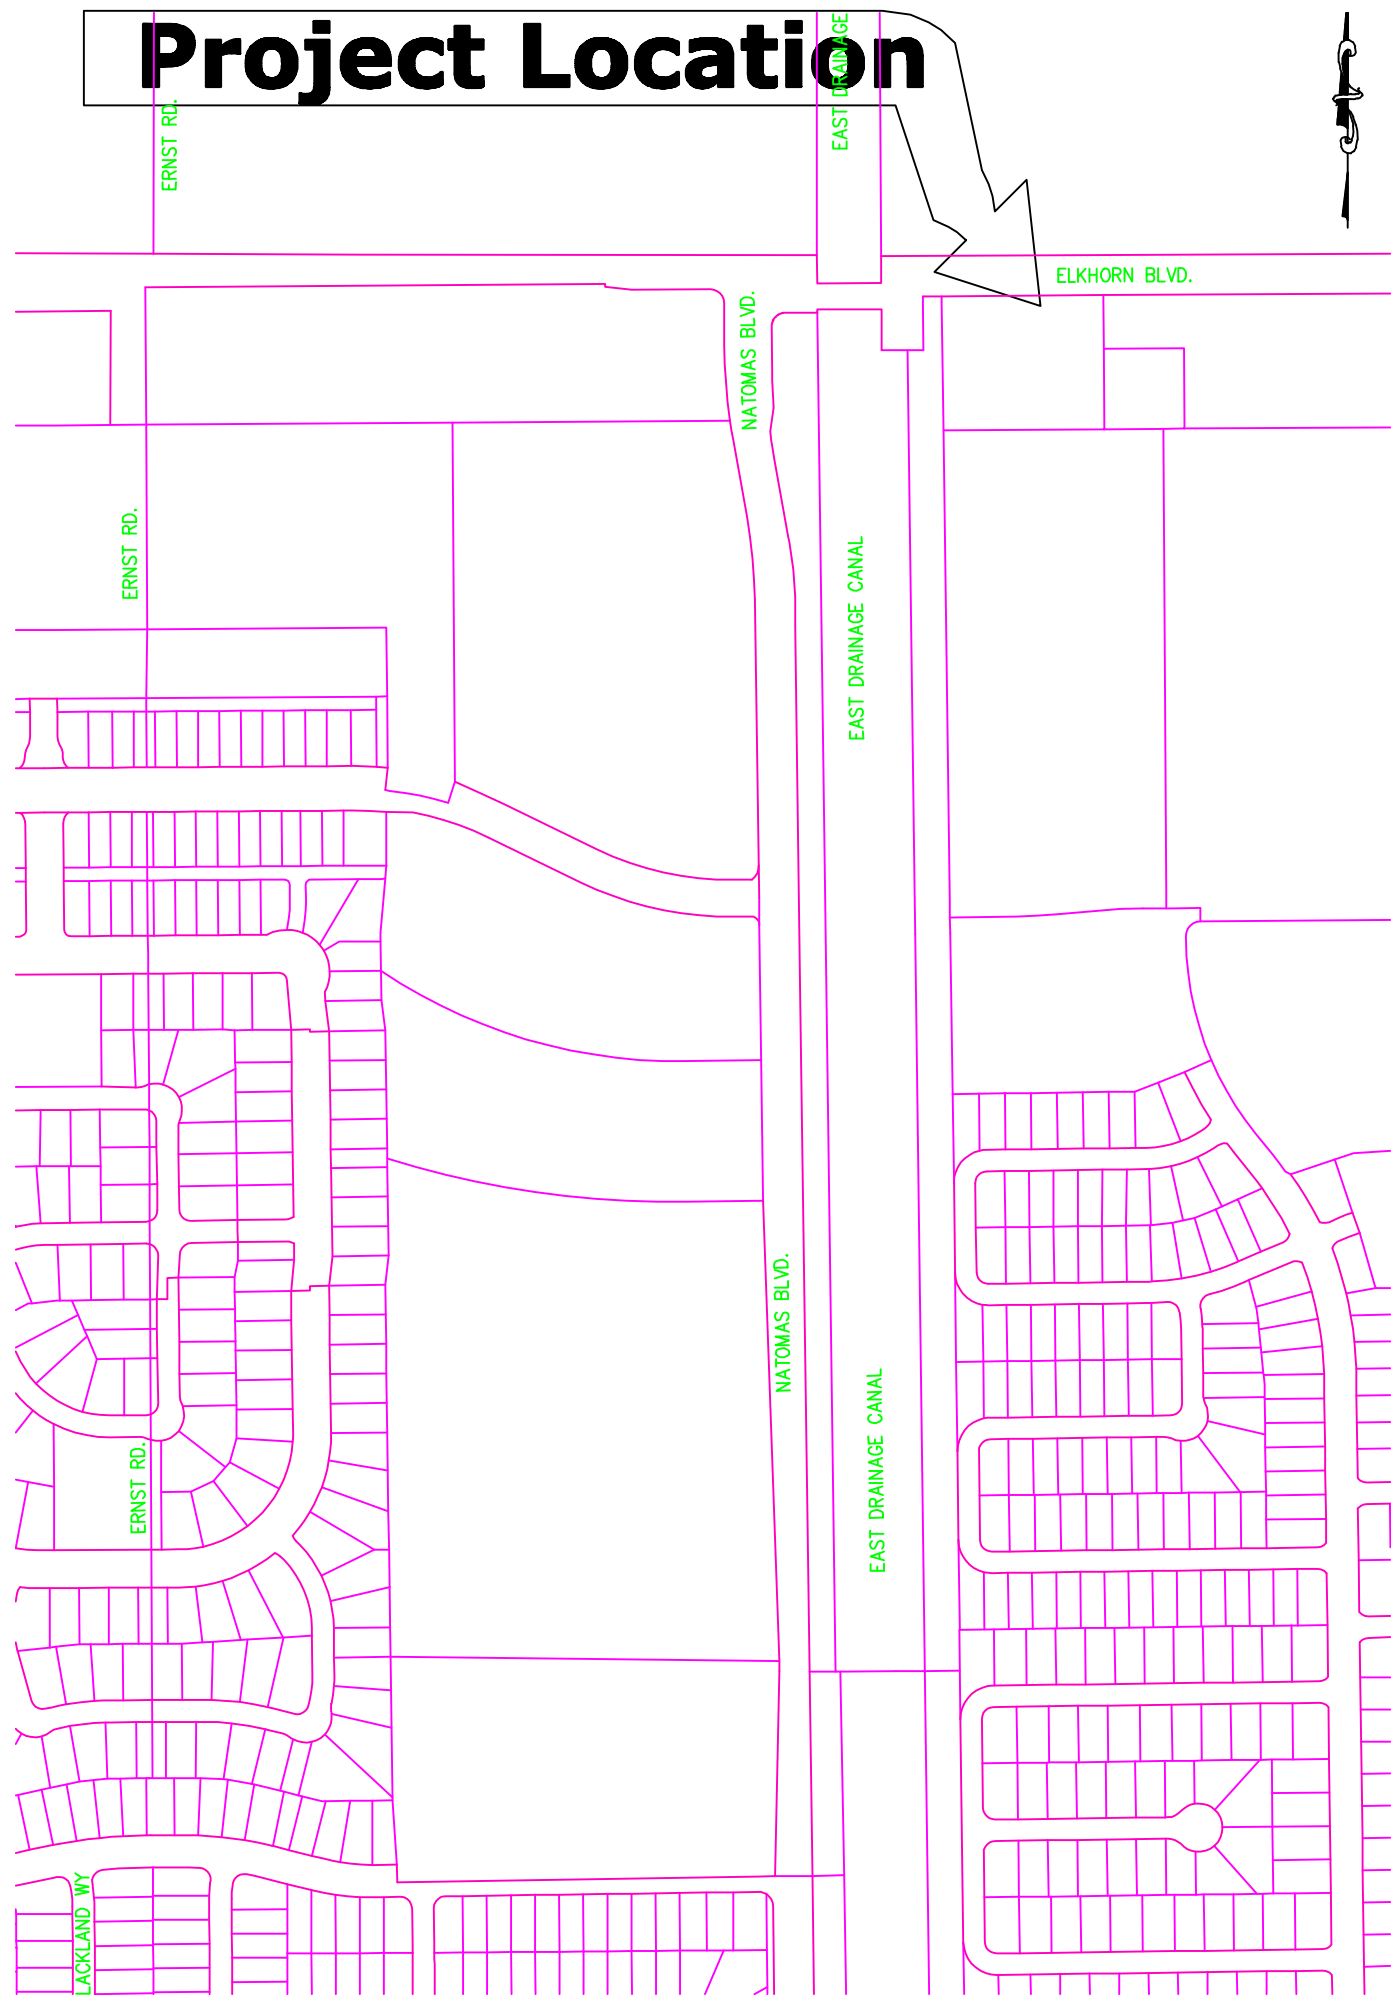 Project Location
EAST DRAINAGE
ERNST RD.
ELKHORN BLVD.
NATOMAS BLVD.
ERNST RD.
EAST DRAINAGE CANAL
NATOMAS BLVD.
EAST DRAINAGE CANAL
ERNST RD.
LACKLAND WY